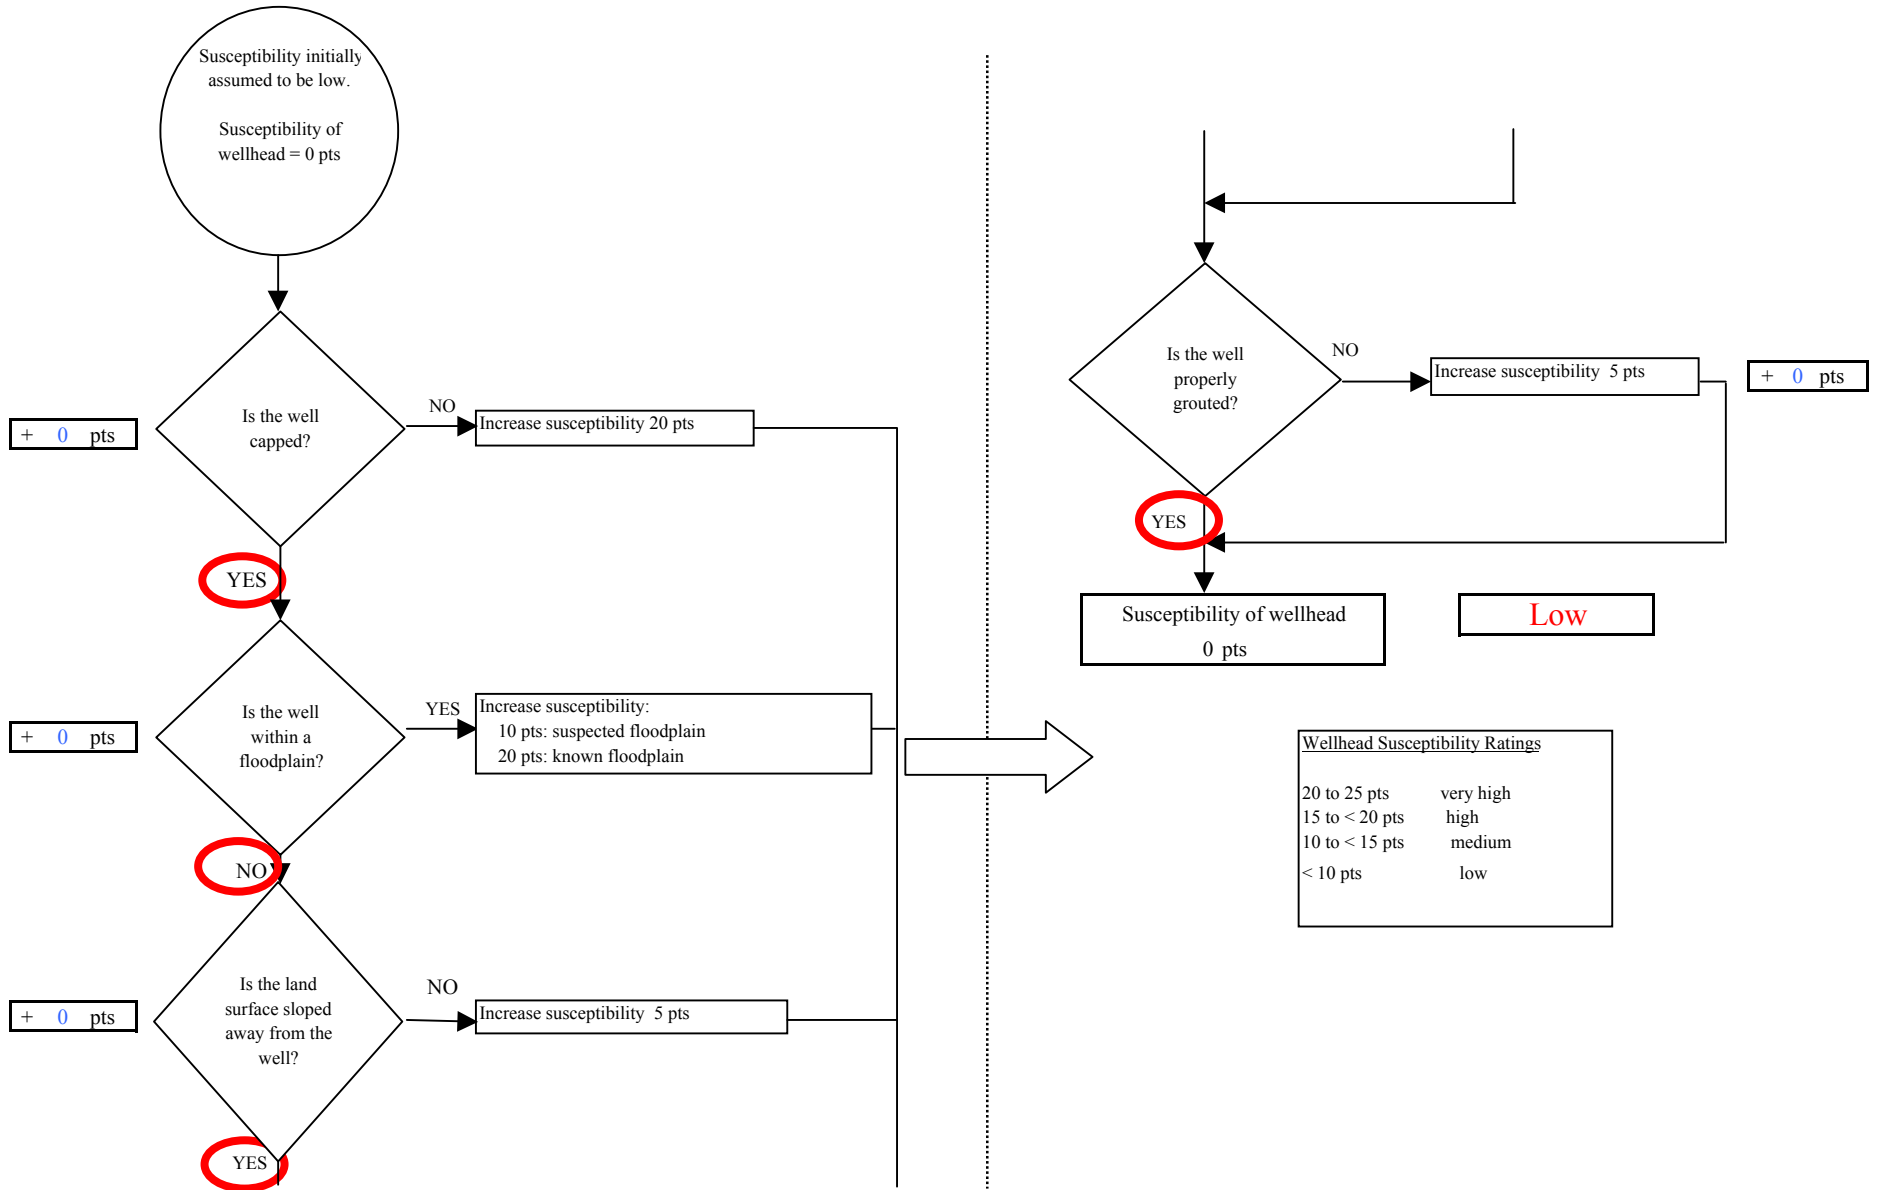 Susceptibility initially
assumed to be low.
Susceptibility of
wellhead = 0 pts
Is the well
capped?
NO
Increase susceptibility 20 pts
+ 0 pts
YES
Is the well
within a
floodplain?
YES
Increase susceptibility:
10 pts: suspected floodplain
20 pts: known floodplain
+ 0 pts
NO
Is the land
surface sloped
away from the
well?
NO
Increase susceptibility 5 pts
+ 0 pts
YES
Is the well
properly
grouted?
NO
Increase susceptibility 5 pts
+ 0 pts
YES
Susceptibility of wellhead
0 pts
Low
Wellhead Susceptibility Ratings
20 to 25 pts very high
15 to < 20 pts high
10 to < 15 pts medium
< 10 pts low